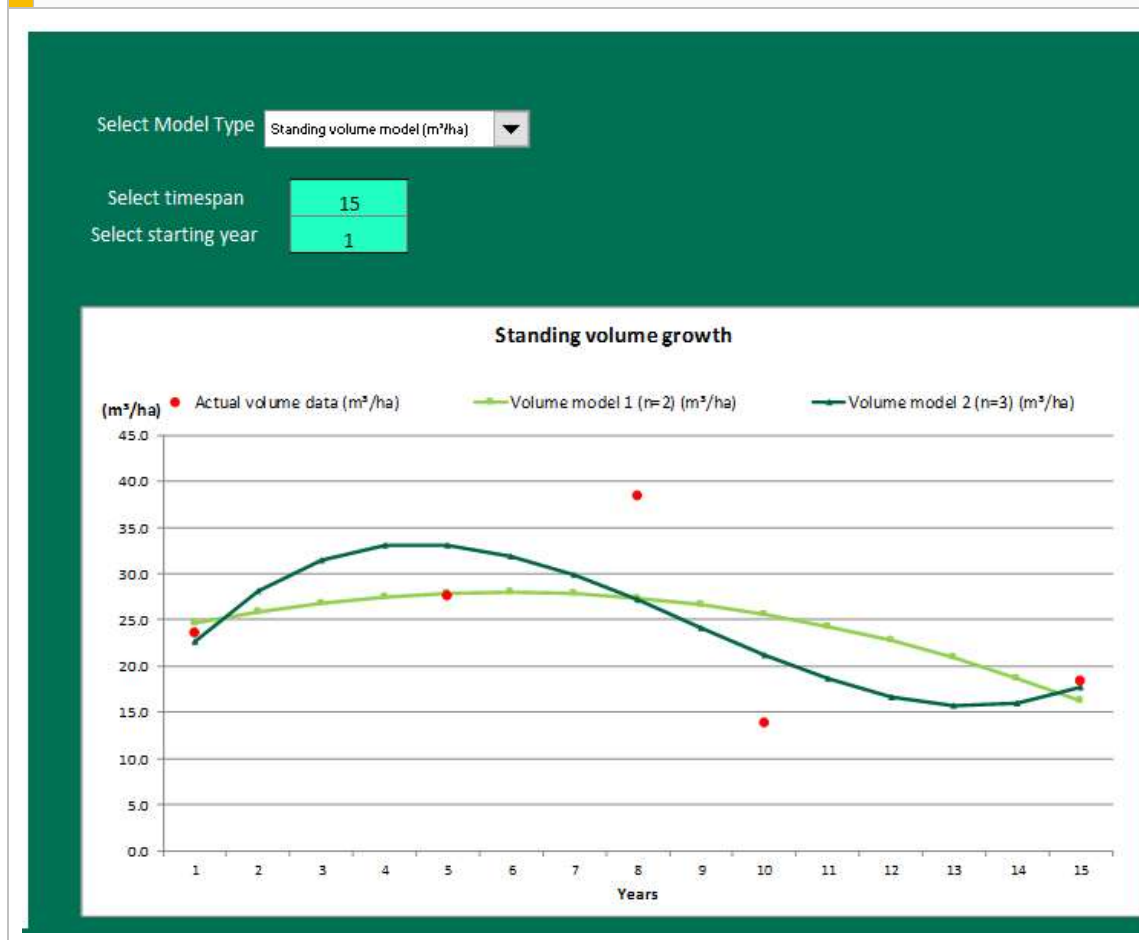 Select Model Type Standing volume model (m³/ha)
Select timespan 15
Select starting year 1
Standing volume growth
(m³/ha) Actual volume data (m³/ha) Volume model 1 (n=2) (m³/ha) Volume model 2 (n=3) (m³/ha)
45.0
40.0
35.0
30.0
25.0
20.0
15.0
10.0
5.0
0.0
1 2 3 4 5 6 7 8 9 10 11 12 13 14 15
Years